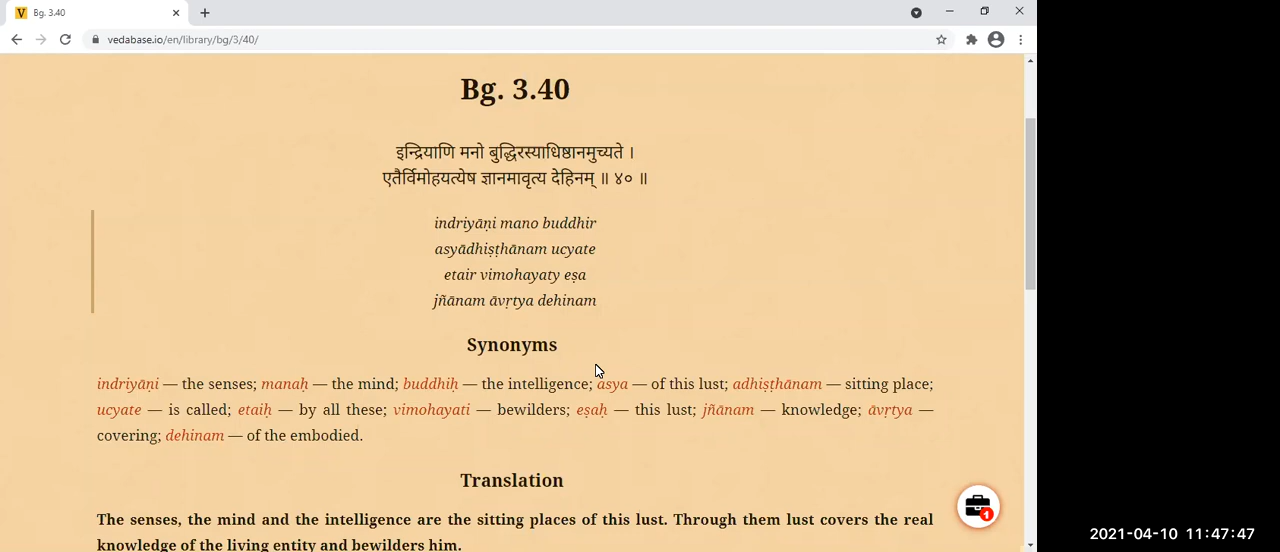 Bg. 3.40
vedabase.io/en/library/bg/3/40/
Bg. 3.40
इन्द्रियाणि मनो बुद्धिरस्याधिष्ठानमुच्यते ।
एतैर्विमोहयत्येष ज्ञानमावृत्य देहिनम् ॥ ४० ॥
indriyāṇi mano buddhir
asyādhiṣṭhānam ucyate
etair vimohayaty eṣa
jñānam āvṛtya dehinam
Synonyms
indriyāṇi — the senses; manaḥ — the mind; buddhiḥ — the intelligence; asya — of this lust; adhiṣṭhānam — sitting place;
ucyate — is called; etaiḥ — by all these; vimohayati — bewilders; eṣaḥ — this lust; jñānam — knowledge; āvṛtya —
covering; dehinam — of the embodied.
Translation
The senses, the mind and the intelligence are the sitting places of this lust. Through them lust covers the real
knowledge of the living entity and bewilders him.
1
2021-04-10 11:47:47